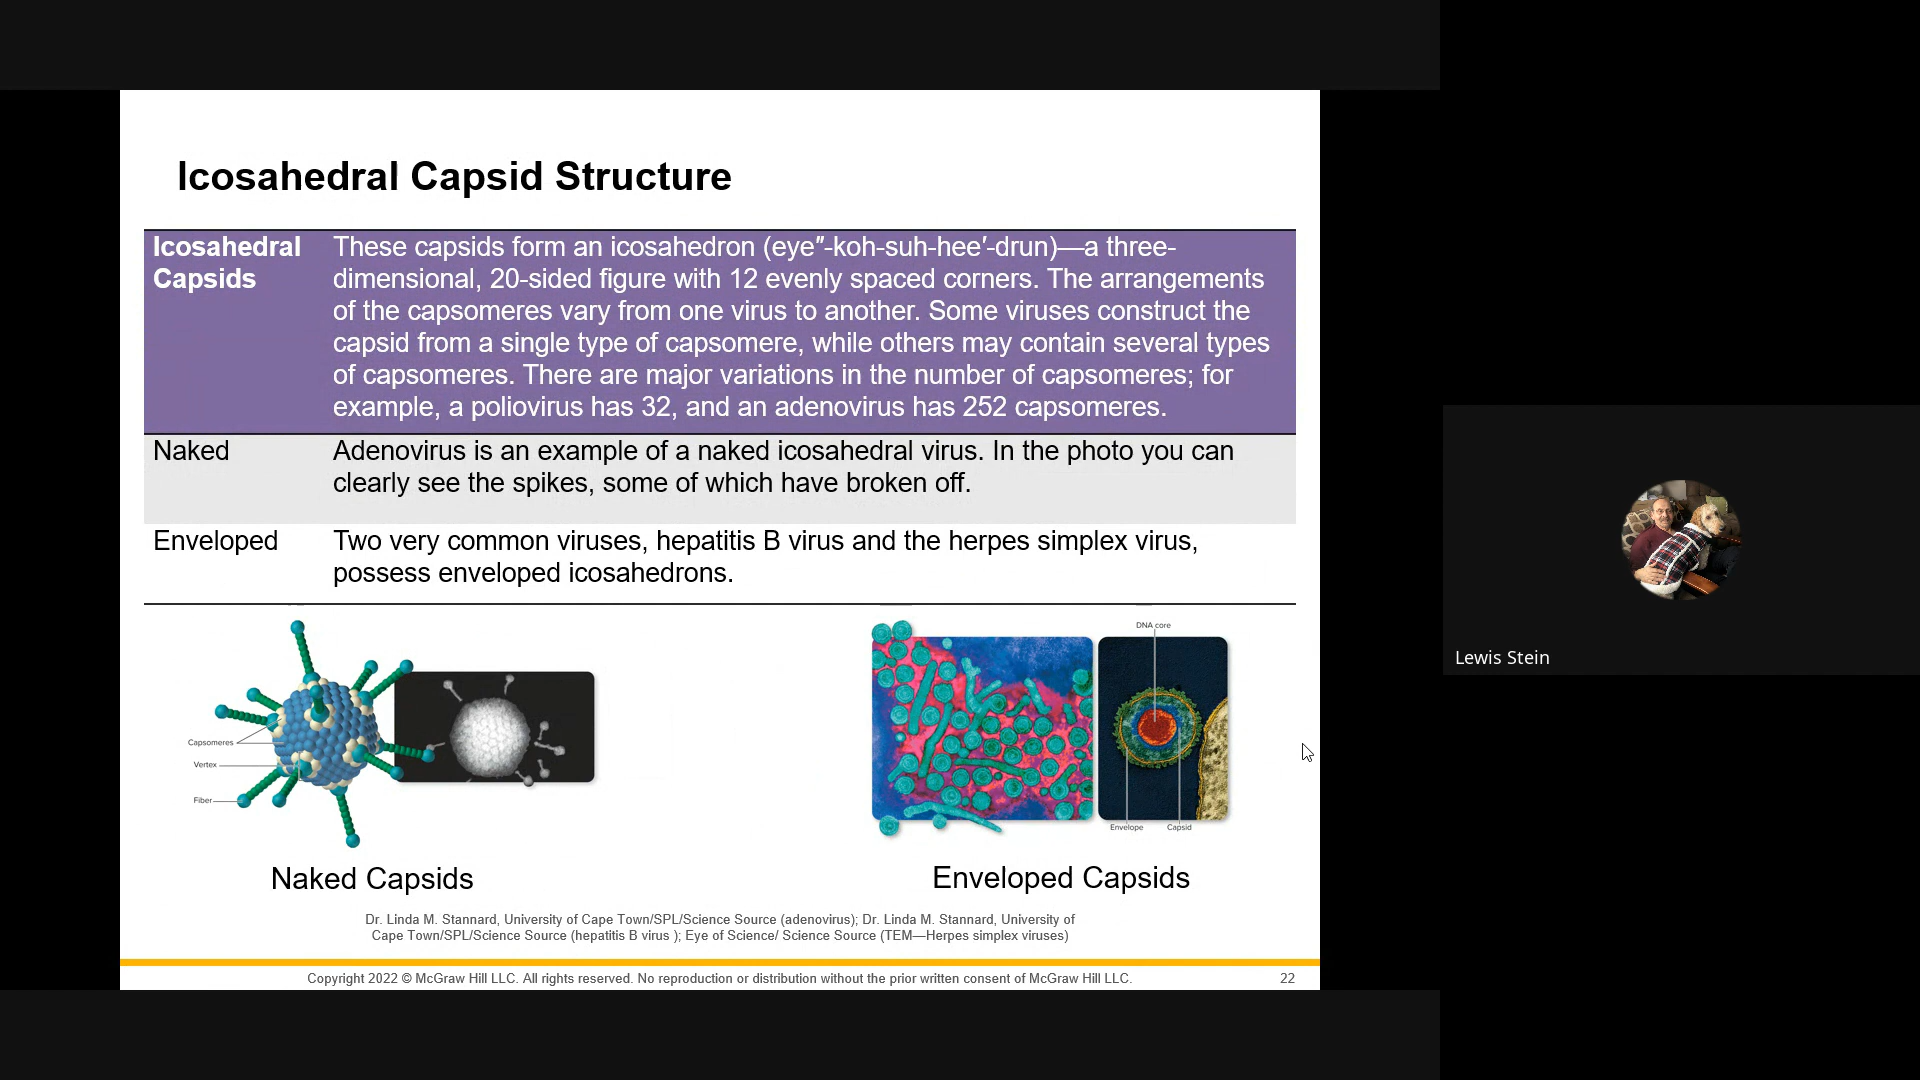 Icosahedral Capsid Structure
Icosahedral
Capsids
These capsids form an icosahedron (eye″-koh-suh-hee′-drun)—a three-
dimensional, 20-sided figure with 12 evenly spaced corners. The arrangements
of the capsomeres vary from one virus to another. Some viruses construct the
capsid from a single type of capsomere, while others may contain several types
of capsomeres. There are major variations in the number of capsomeres; for
example, a poliovirus has 32, and an adenovirus has 252 capsomeres.
Naked
Adenovirus is an example of a naked icosahedral virus. In the photo you can
clearly see the spikes, some of which have broken off.
Enveloped
Two very common viruses, hepatitis B virus and the herpes simplex virus,
possess enveloped icosahedrons.
Capsomeres
Vertex
Fiber
DNA core
Envelope
Capsid
Naked Capsids
Enveloped Capsids
Dr. Linda M. Stannard, University of Cape Town/SPL/Science Source (adenovirus); Dr. Linda M. Stannard, University of
Cape Town/SPL/Science Source (hepatitis B virus ); Eye of Science/ Science Source (TEM—Herpes simplex viruses)
Copyright 2022 © McGraw Hill LLC. All rights reserved. No reproduction or distribution without the prior written consent of McGraw Hill LLC.
22
Lewis Stein